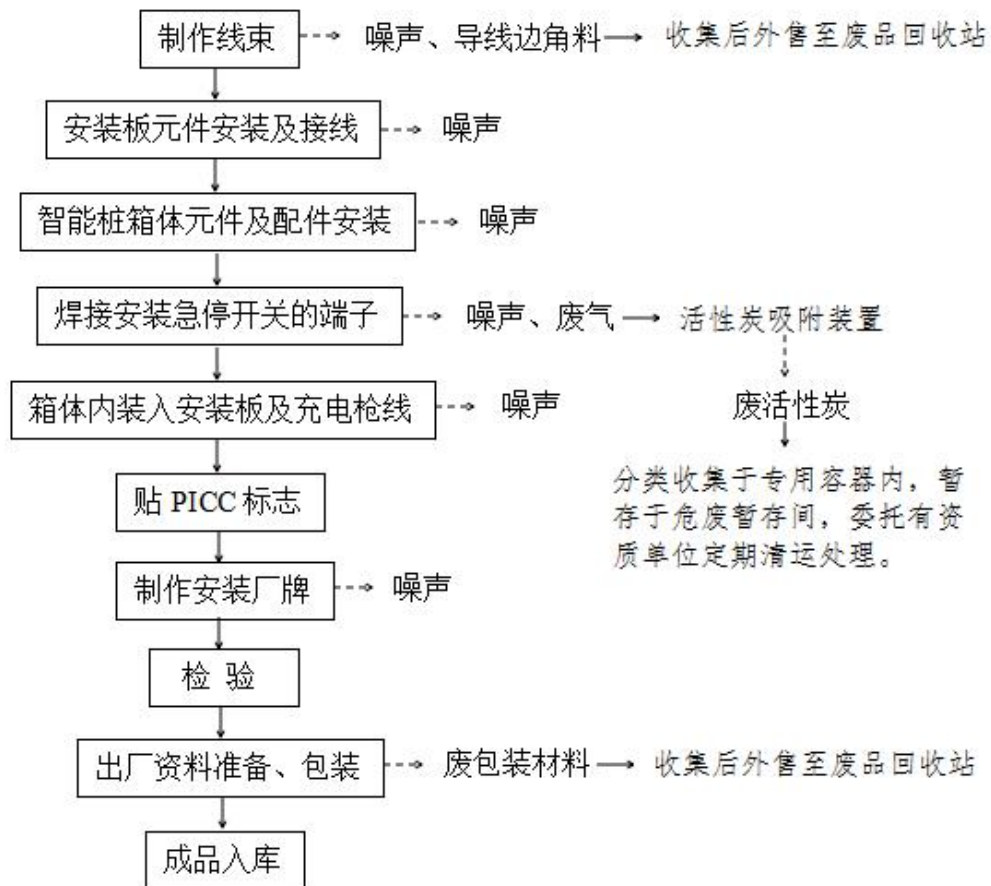 制作线束
噪声、导线边角料
收集后外售至废品回收站
安装板元件安装及接线
噪声
智能桩箱体元件及配件安装
噪声
焊接安装急停开关的端子
噪声、废气
活性炭吸附装置
箱体内装入安装板及充电枪线
噪声
废活性炭
贴 PICC 标志
分类收集于专用容器内，暂
存于危废暂存间，委托有资
质单位定期清运处理。
制作安装厂牌
噪声
检 验
出厂资料准备、包装
废包装材料
收集后外售至废品回收站
成品入库